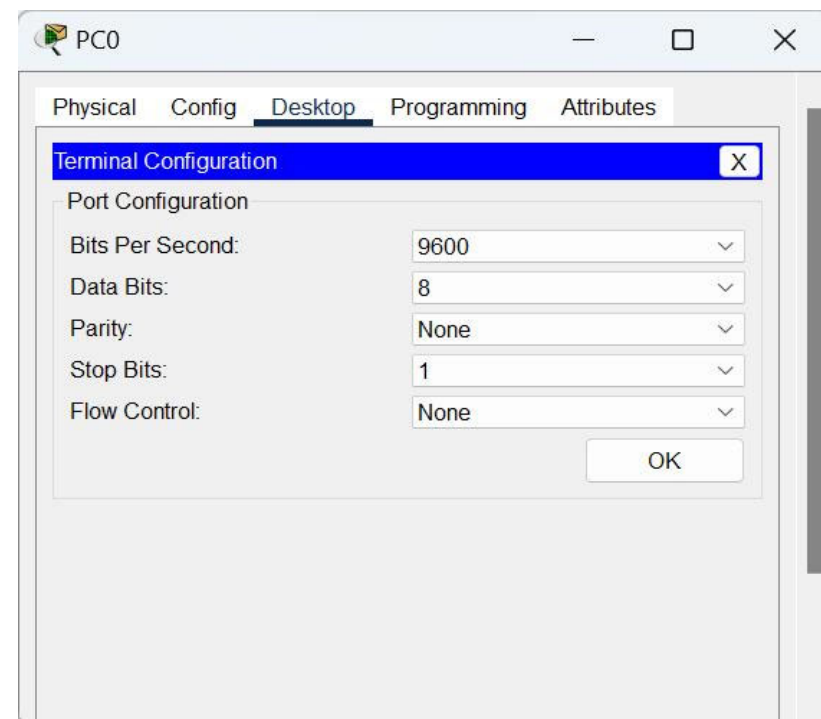 PC0
Physical Config Desktop Programming Attributes
Terminal Configuration X
Port Configuration
Bits Per Second: 9600
Data Bits: 8
Parity: None
Stop Bits: 1
Flow Control: None
OK